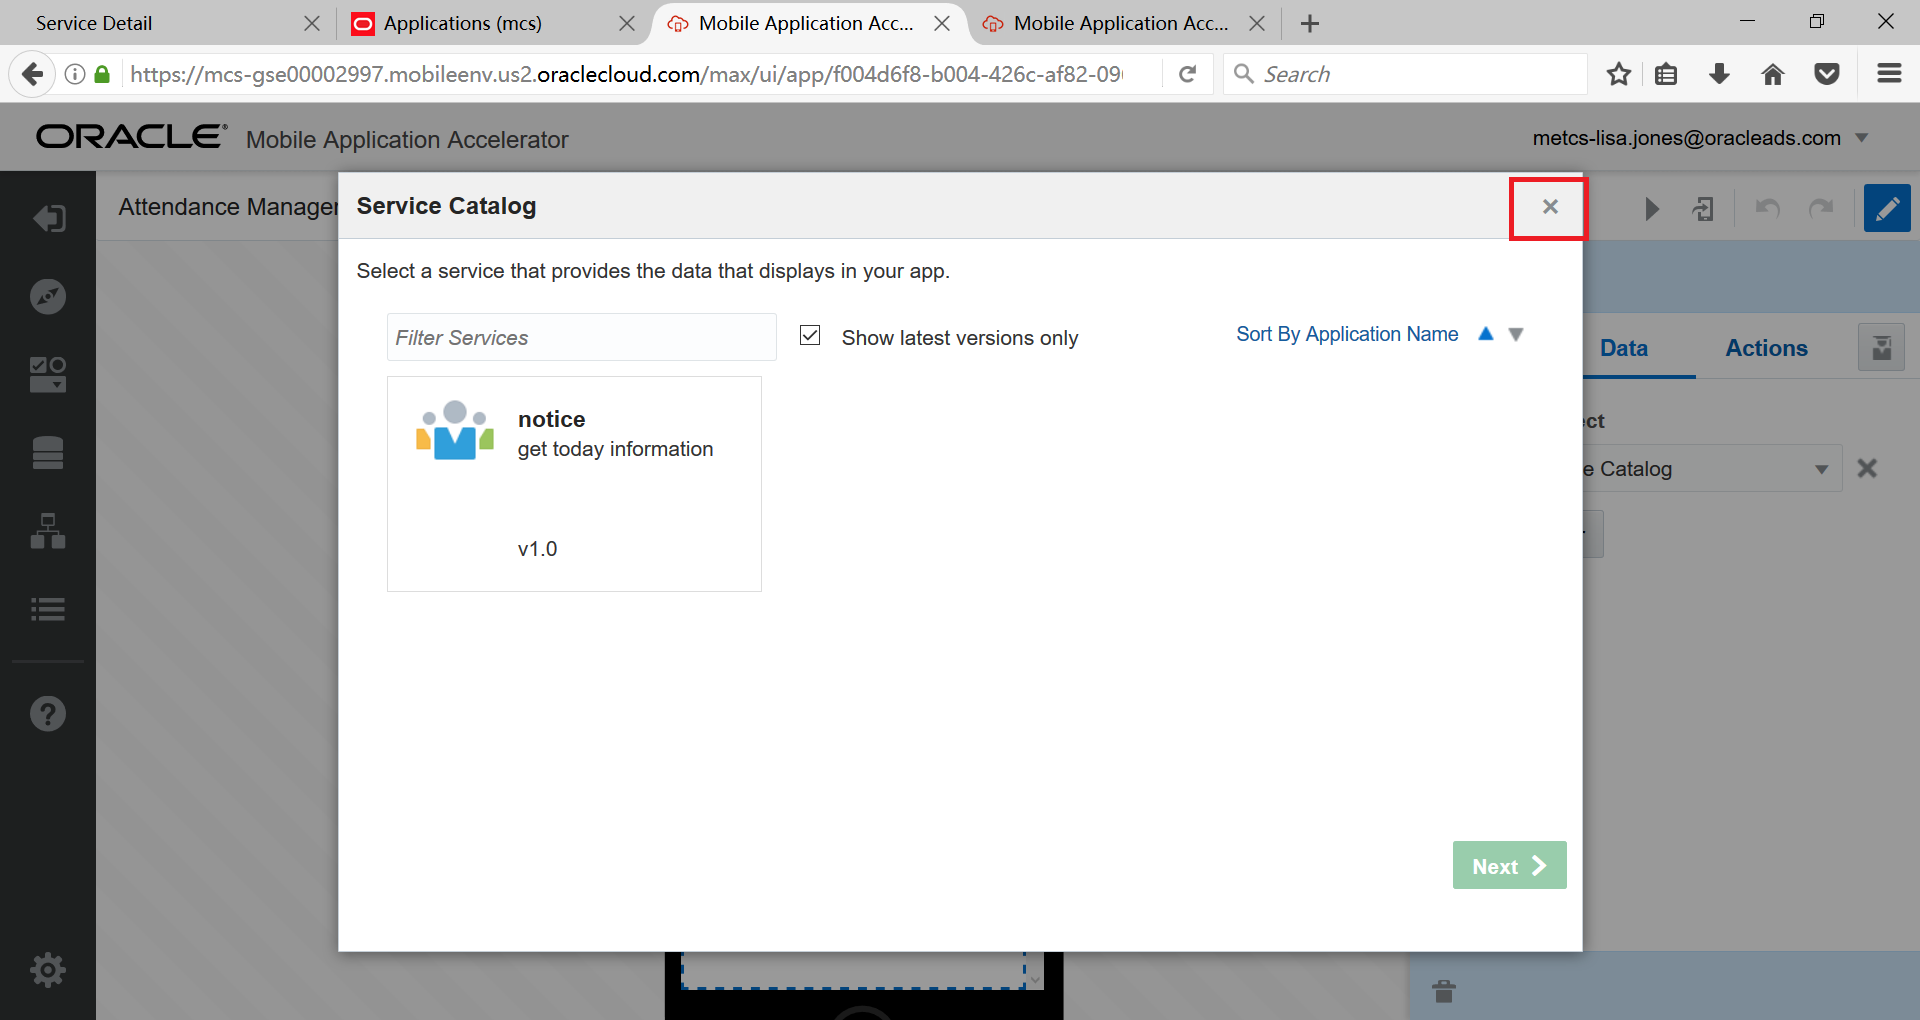 Service Detail
Applications (mcs)
Mobile Application Acc...
Mobile Application Acc...
https://mcs-gse00002997.mobileenv.us2.oraclecloud.com/max/ui/app/f004d6f8-b004-426c-af82-09
Search
ORACLE® Mobile Application Accelerator
metcs-lisa.jones@oracleads.com
Attendance Manager
Service Catalog
Select a service that provides the data that displays in your app.
Filter Services
Show latest versions only
Sort By Application Name
Data
Actions
notice
get today information
v1.0
ct
e Catalog
Next